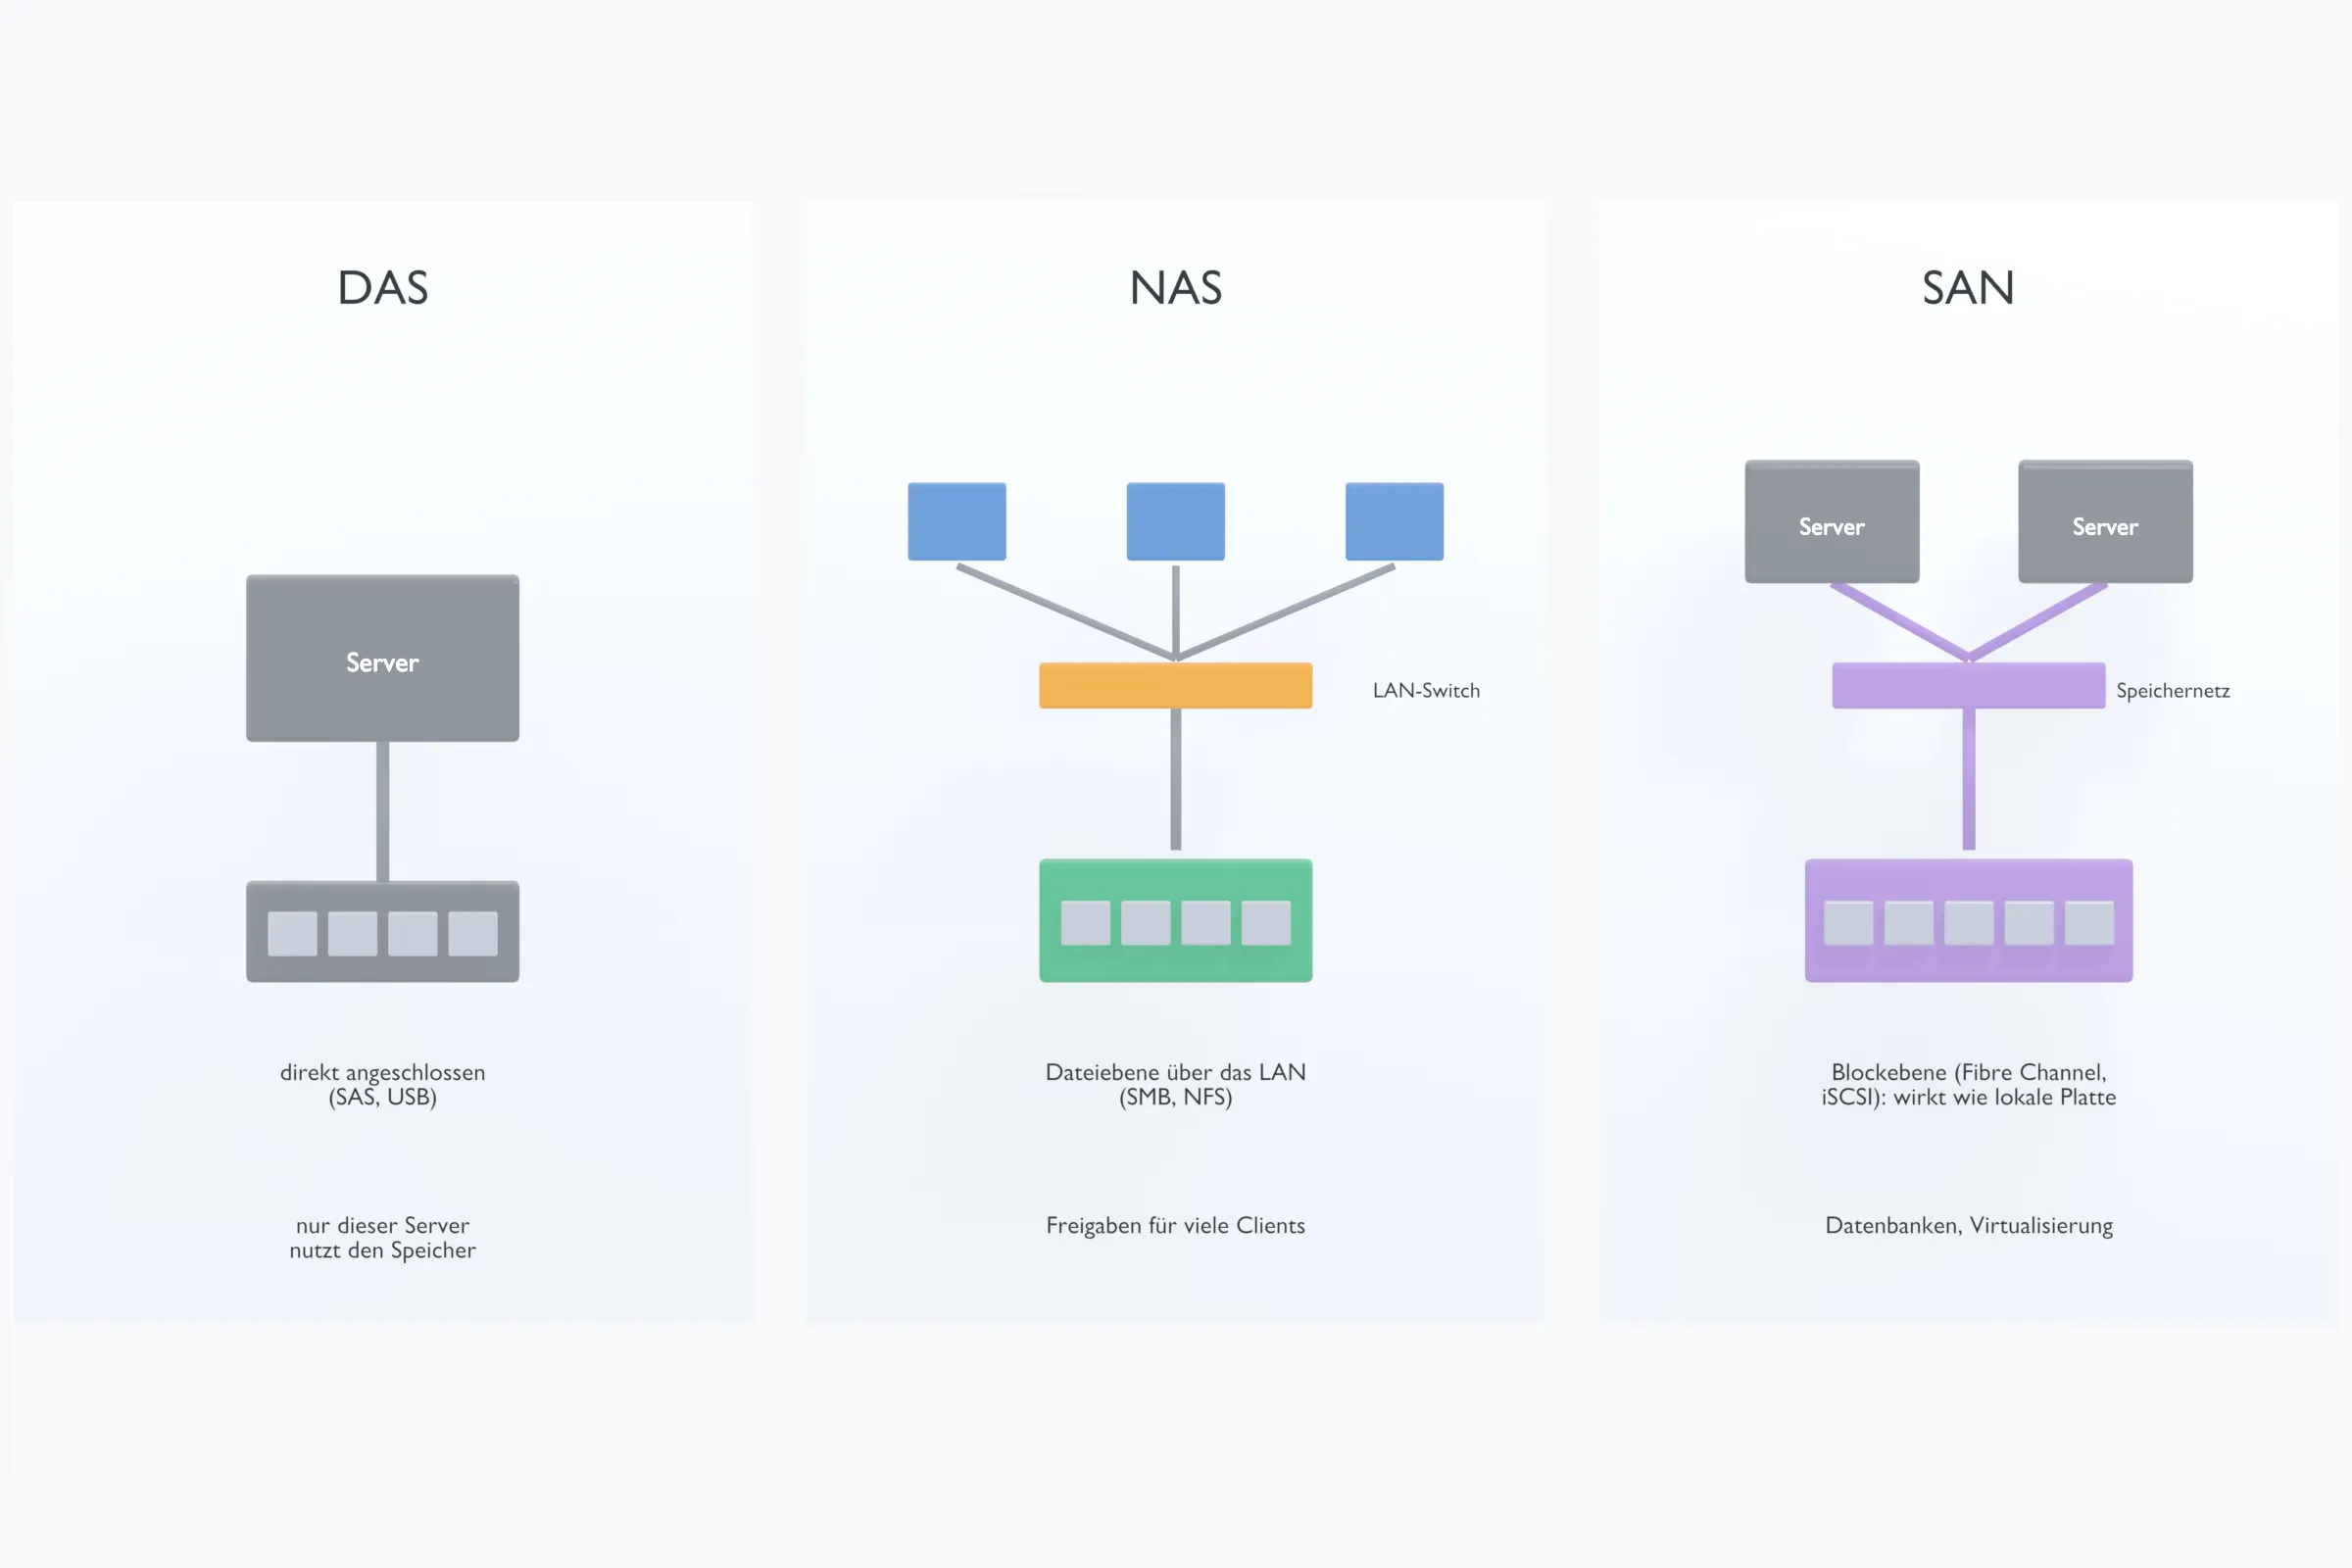 DAS
Server
direkt angeschlossen
(SAS, USB)
nur dieser Server
nutzt den Speicher
NAS
LAN-Switch
Dateiebene über das LAN
(SMB, NFS)
Freigaben für viele Clients
SAN
Server
Server
Speichernetz
Blockebene (Fibre Channel,
iSCSI): wirkt wie lokale Platte
Datenbanken, Virtualisierung